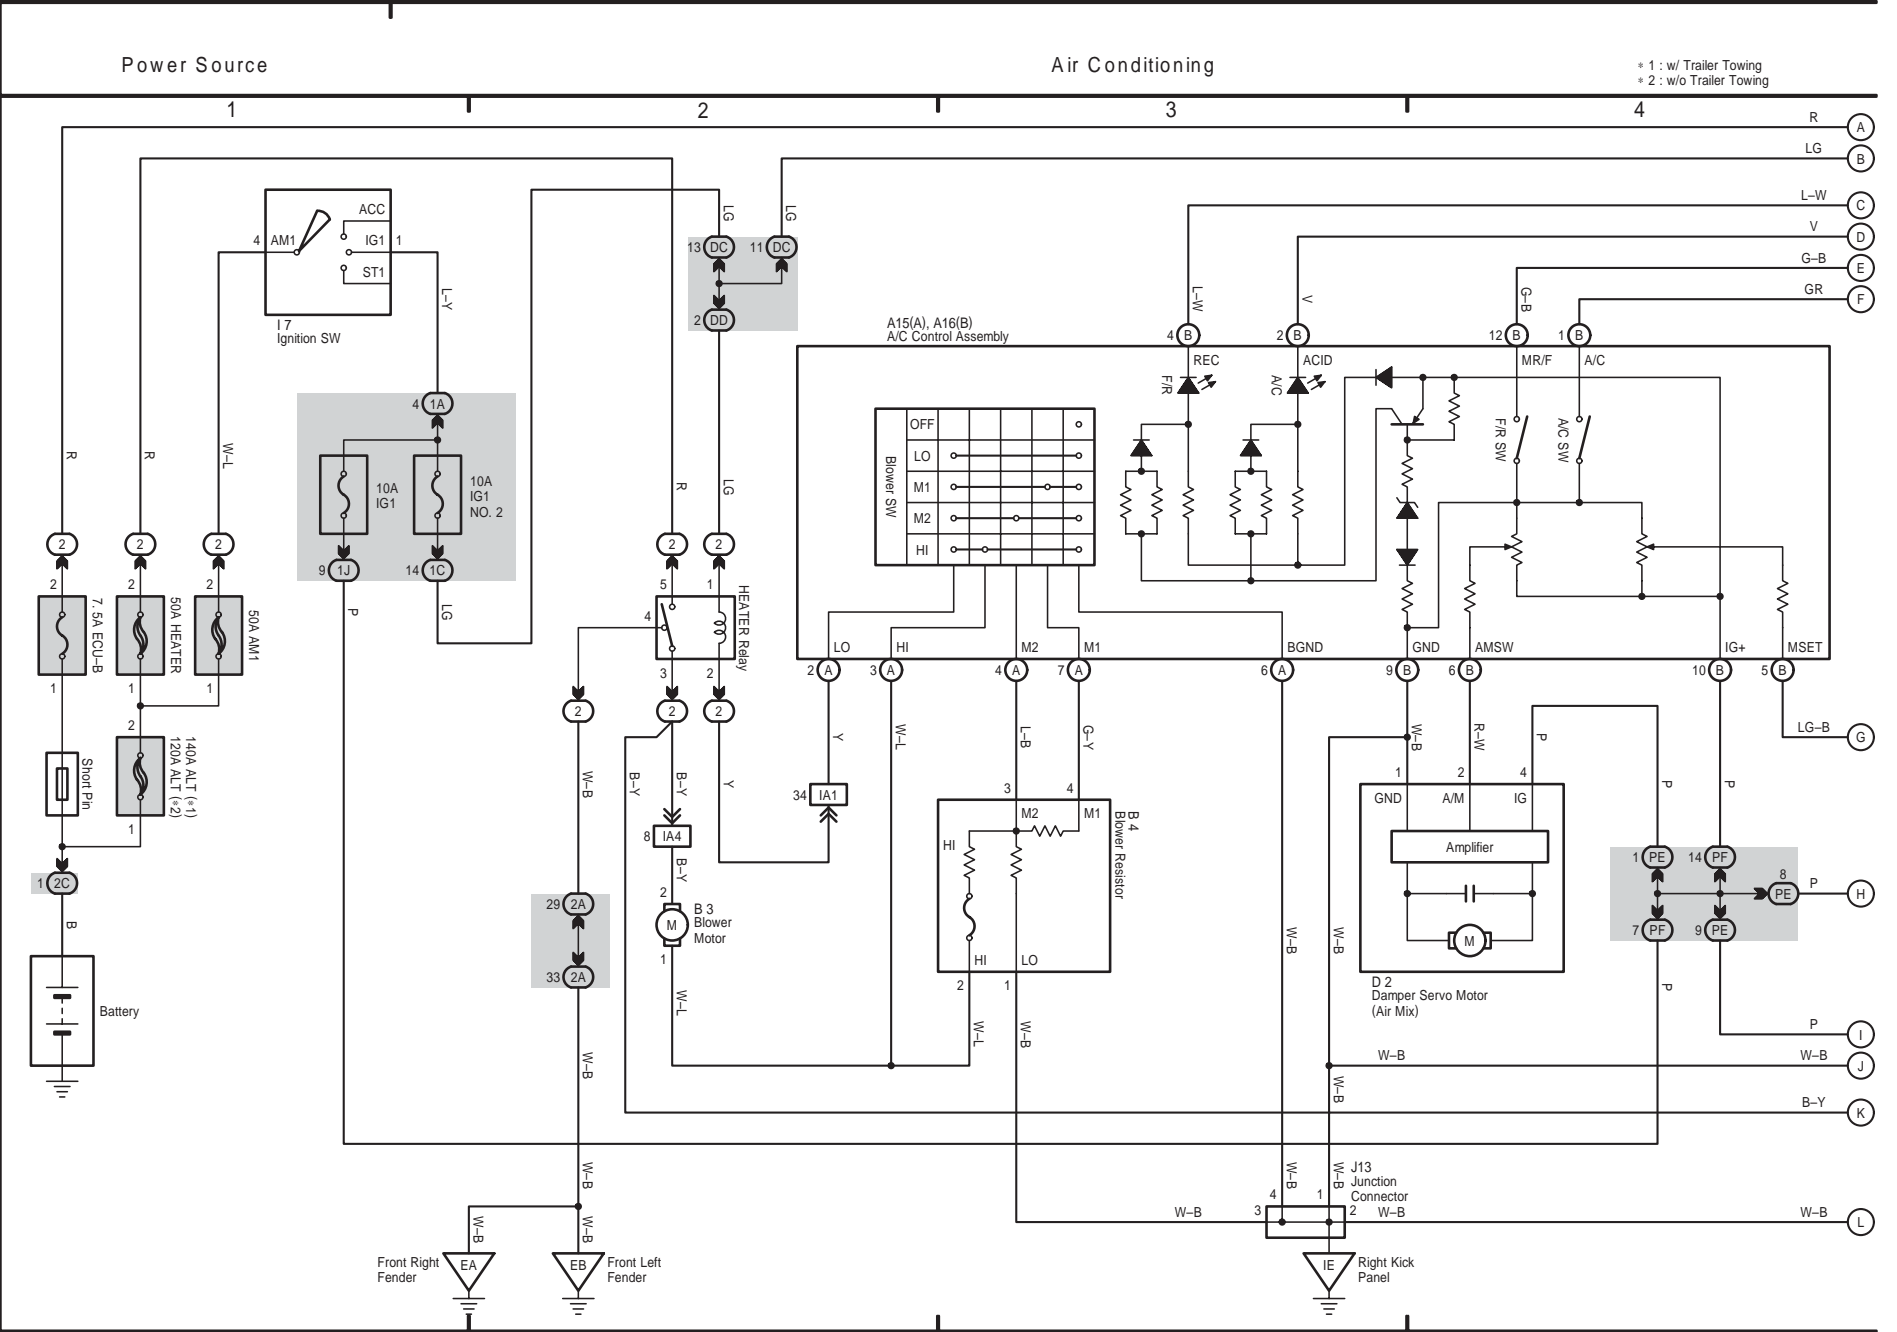 Power Source
Air Conditioning
* 1 : w/ Trailer Towing
* 2 : w/o Trailer Towing
1
2
3
4
R
A
LG
B
L–W
C
V
D
G–B
E
GR
F
ACC
4
AM1
IG1
1
ST1
I 7
Ignition SW
L–Y
LG
LG
13
DC
11
DC
2
DD
A15(A), A16(B)
A/C Control Assembly
L–W
V
G–B
4
B
2
B
12
B
1
B
REC
ACID
MR/F
A/C
F/R
A/C
F/R SW
A/C SW
Blower SW
OFF
LO
M1
M2
HI
4
1A
10A
IG1
10A
IG1
NO. 2
9
1J
14
1C
R
R
W–L
R
LG
2
2
2
2
2
2
2
2
5
1
7. 5A ECU–B
50A HEATER
50A AM1
P
LG
4
HEATER Relay
1
1
1
3
2
LO
HI
M2
M1
BGND
GND
AMSW
IG+
MSET
2
A
3
A
4
A
7
A
6
A
9
B
6
B
10
B
5
B
2
2
2
2
Short Pin
140A ALT (*1)
120A ALT (*2)
1
W–B
B–Y
B–Y
Y
Y
W–L
L–B
G–Y
W–B
R–W
P
P
P
LG–B
G
34
IA1
8
IA4
B–Y
3
4
M2
M1
HI
B 4
Blower Resistor
HI
LO
2
1
1
2
4
GND
A/M
IG
Amplifier
M
D 2
Damper Servo Motor
(Air Mix)
1
PE
14
PF
8
PE
P
H
7
PF
9
PE
P
P
I
1
2C
B
Battery
29
2A
33
2A
2
M
B 3
Blower
Motor
1
W–L
W–L
W–B
W–B
W–B
W–B
W–B
W–B
J
W–B
B–Y
K
W–B
W–B
W–B
W–B
W–B
J13
Junction
Connector
4
1
3
2
W–B
W–B
W–B
L
Front Right
Fender
EA
EB
Front Left
Fender
IE
Right Kick
Panel